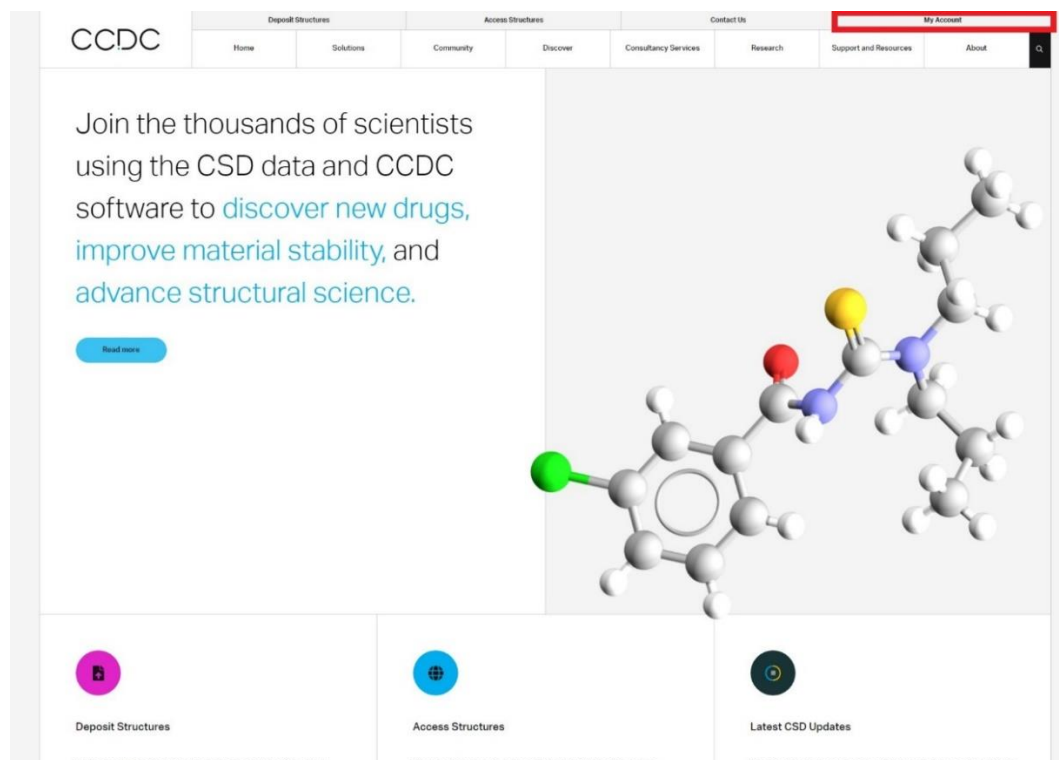 Deposit Structures
Access Structures
Contact Us
My Account
CCDC
Home
Solutions
Community
Discover
Consultancy Services
Research
Support and Resources
About
Join the thousands of scientists
using the CSD data and CCDC
software to discover new drugs,
improve material stability, and
advance structural science.
Read more
Deposit Structures
Access Structures
Latest CSD Updates